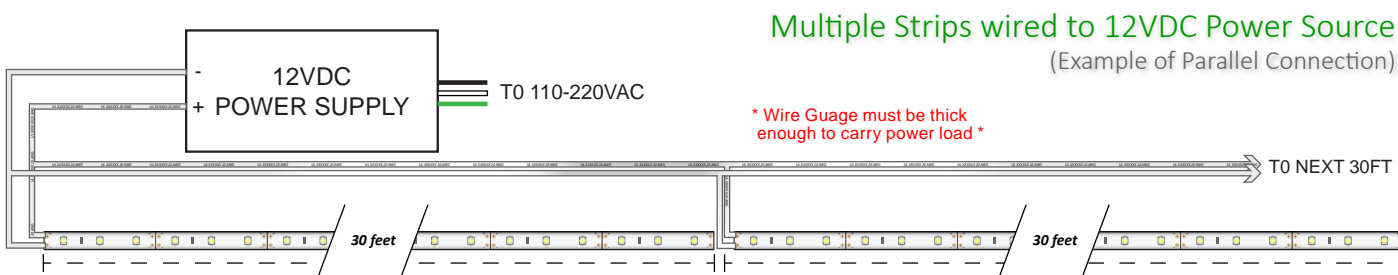 Multiple Strips wired to 12VDC Power Source
(Example of Parallel Connection)
-
12VDC
+ POWER SUPPLY
T0 110-220VAC
* Wire Guage must be thick
enough to carry power load *
T0 NEXT 30FT
30 feet
30 feet